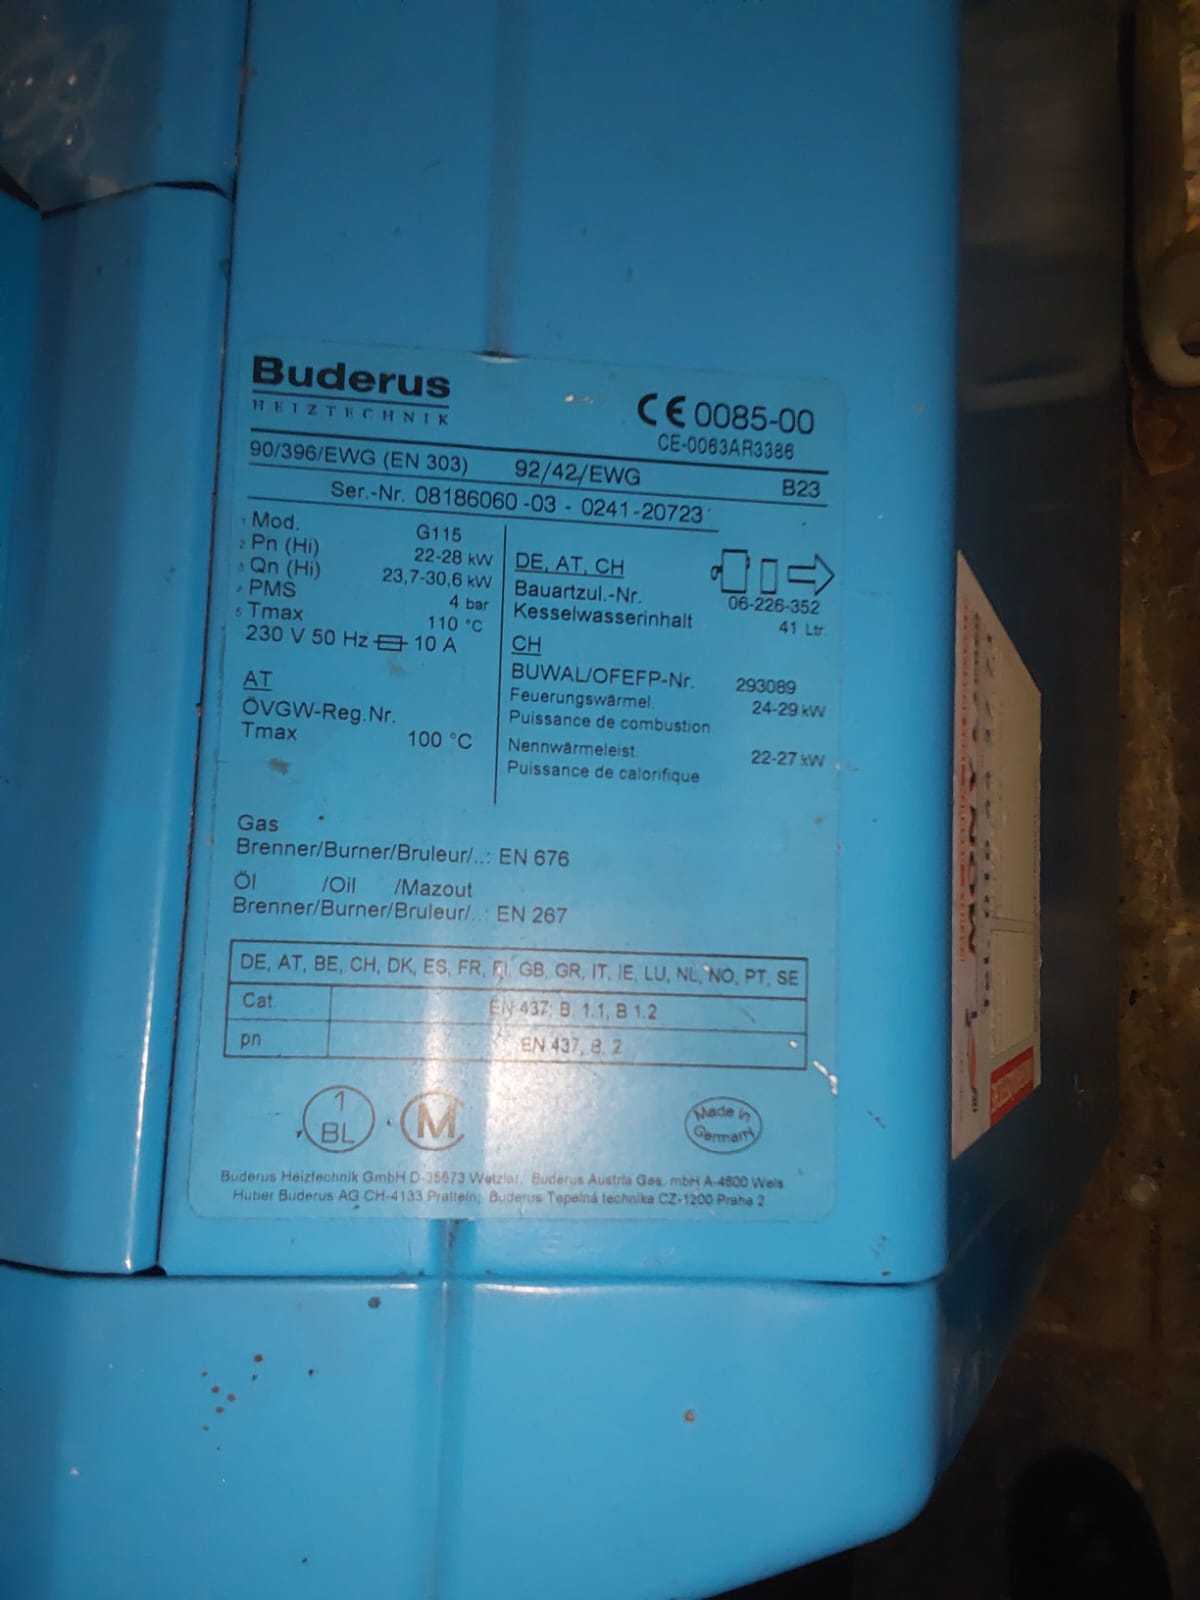 Buderus
HEIZTECHNIK
CE 0085-00
CE-0063AR3386
90/396/EWG (EN 303) 92/42/EWG B23
Ser.-Nr. 08186060 -03 - 0241-20723
1 Mod. G115
2 Pn (Hi) 22-28 kW
3 Qn (Hi) 23,7-30,6 kW
PMS 4 bar
5 Tmax 110 °C
230 V 50 Hz 10 A
AT
ÖVGW-Reg.Nr.
Tmax 100 °C
DE, AT, CH
Bauartzul.-Nr. 06-226-352
Kesselwasserinhalt 41 Ltr.
CH
BUWAL/OFEFP-Nr. 293089
Feuerungswärmel. 24-29 kW
Puissance de combustion
Nennwärmeleist. 22-27 kW
Puissance de calorifique
Gas
Brenner/Burner/Bruleur/..: EN 676
Öl /Oil /Mazout
Brenner/Burner/Bruleur/..: EN 267
DE, AT, BE, CH, DK, ES, FR, FI, GB, GR, IT, IE, LU, NL, NO, PT, SE
Cat. EN 437; B. 1.1, B 1.2
pn EN 437, B. 2
1
BL
M
Made in
Germany
Buderus Heiztechnik GmbH D-35573 Wetzlar, Buderus Austria Ges. mbH A-4600 Wels
Huber Buderus AG CH-4133 Pratteln, Buderus Tepelná technika CZ-1200 Praha 2